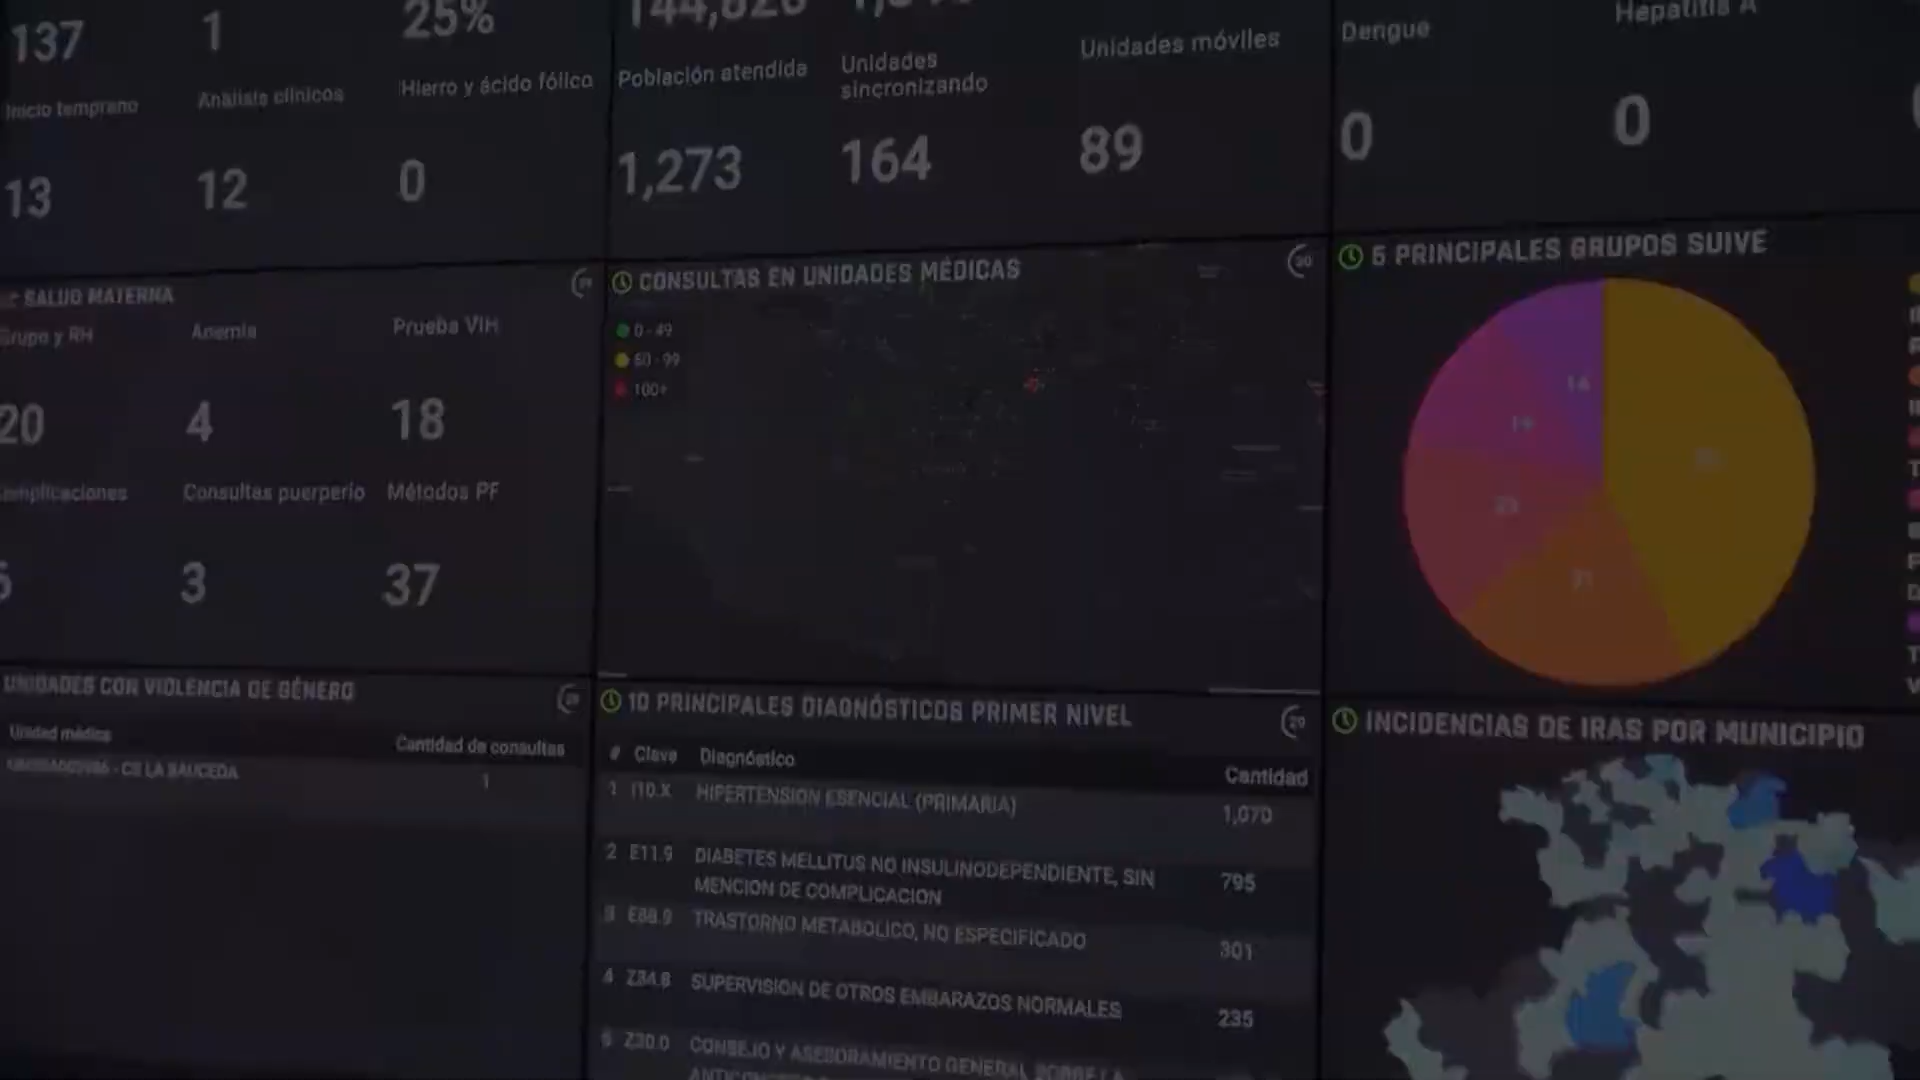 137
1
25%
Inicio temprano
Análisis clínicos
Hierro y ácido fólico
13
12
0
Población atendida
Unidades
sincronizando
Unidades móviles
1,273
164
89
Dengue
Hepatitis A
0
0
SALUD MATERNA
Grupo y RH
Anemia
Prueba VIH
20
4
18
Consultas puerperio
Métodos PF
3
37
CONSULTAS EN UNIDADES MÉDICAS
0 - 49
50 - 99
100+
5 PRINCIPALES GRUPOS SUIVE
UNIDADES CON VIOLENCIA DE GÉNERO
Unidad médica
Cantidad de consultas
- CS LA SAUCEDA
1
10 PRINCIPALES DIAGNÓSTICOS PRIMER NIVEL
29
# Clave Diagnóstico Cantidad
1 I10.X HIPERTENSION ESENCIAL (PRIMARIA) 1,070
2 E11.9 DIABETES MELLITUS NO INSULINODEPENDIENTE, SIN
MENCION DE COMPLICACION 795
3 E88.9 TRASTORNO METABOLICO, NO ESPECIFICADO 301
4 Z34.8 SUPERVISION DE OTROS EMBARAZOS NORMALES 235
5 Z30.0 CONSEJO Y ASESORAMIENTO GENERAL SOBRE LA
INCIDENCIAS DE IRAS POR MUNICIPIO